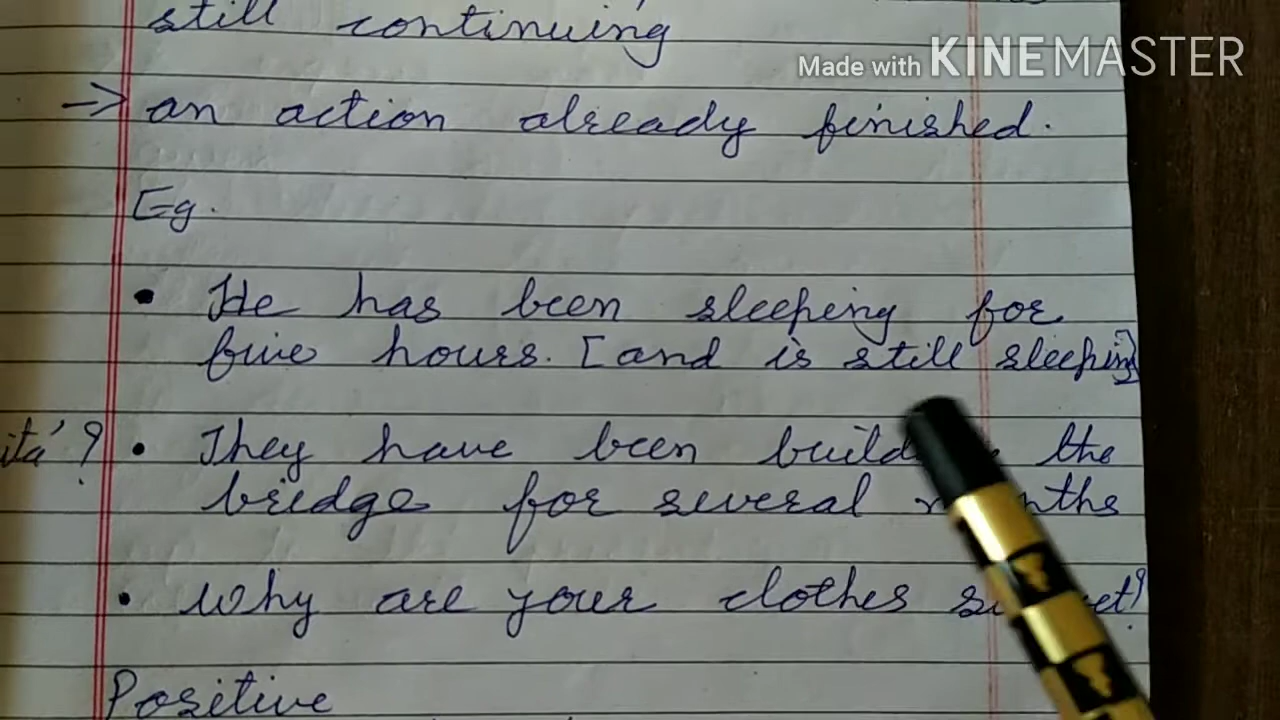 still continuing
Made with KINEMASTER
→ an action already finished.
Eg.
• He has been sleeping for
five hours. [and is still sleeping]
itá' ?
• They have been the
bridge for several
• Why are your clothes
Positive